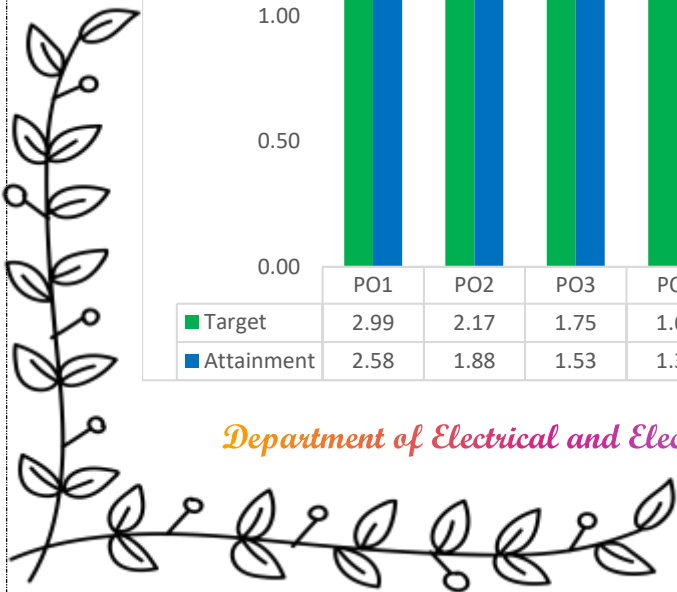 1.00
0.50
0.00
PO1 PO2 PO3
Target 2.99 2.17 1.75
Attainment 2.58 1.88 1.53
Department of Electrical and